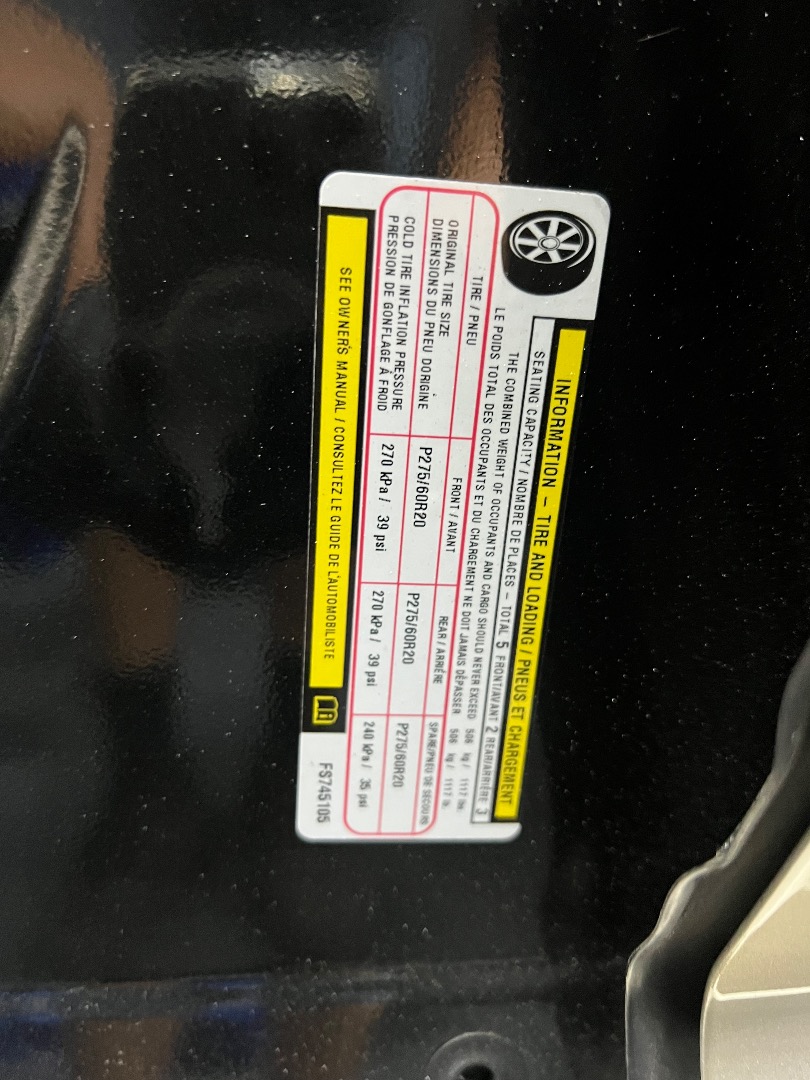 INFORMATION – TIRE AND LOADING / PNEUS ET CHARGEMENT
SEATING CAPACITY / NOMBRE DE PLACES – TOTAL 5 FRONT/AVANT 2 REAR/ARRIÈRE 3
THE COMBINED WEIGHT OF OCCUPANTS AND CARGO SHOULD NEVER EXCEED 506 kg / 1117 lbs.
LE POIDS TOTAL DES OCCUPANTS ET DU CHARGEMENT NE DOIT JAMAIS DÉPASSER 506 kg / 1117 lb.
TIRE / PNEU FRONT / AVANT REAR / ARRIÈRE SPARE/PNEU DE SECOURS
ORIGINAL TIRE SIZE
DIMENSIONS DU PNEU DORIGINE P275/60R20 P275/60R20 P275/60R20
COLD TIRE INFLATION PRESSURE
PRESSION DE GONFLAGE À FROID 270 kPa / 39 psi 270 kPa / 39 psi 240 kPa / 35 psi
SEE OWNER'S MANUAL / CONSULTEZ LE GUIDE DE L'AUTOMOBILISTE
FS745105